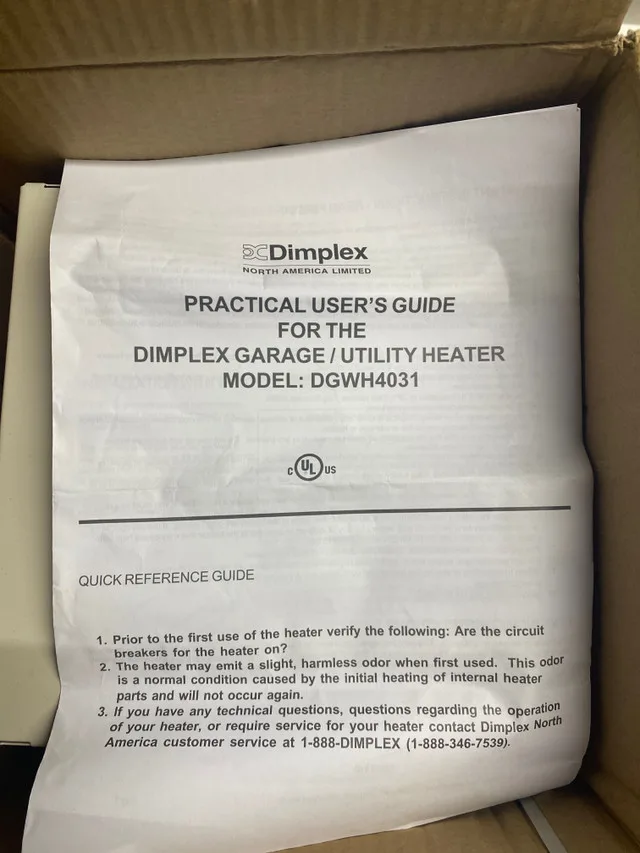 Dimplex
NORTH AMERICA LIMITED
PRACTICAL USER'S GUIDE
FOR THE
DIMPLEX GARAGE / UTILITY HEATER
MODEL: DGWH4031
c UL us
QUICK REFERENCE GUIDE
1. Prior to the first use of the heater verify the following: Are the circuit
breakers for the heater on?
2. The heater may emit a slight, harmless odor when first used. This odor
is a normal condition caused by the initial heating of internal heater
parts and will not occur again.
3. If you have any technical questions, questions regarding the operation
of your heater, or require service for your heater contact Dimplex North
America customer service at 1-888-DIMPLEX (1-888-346-7539).